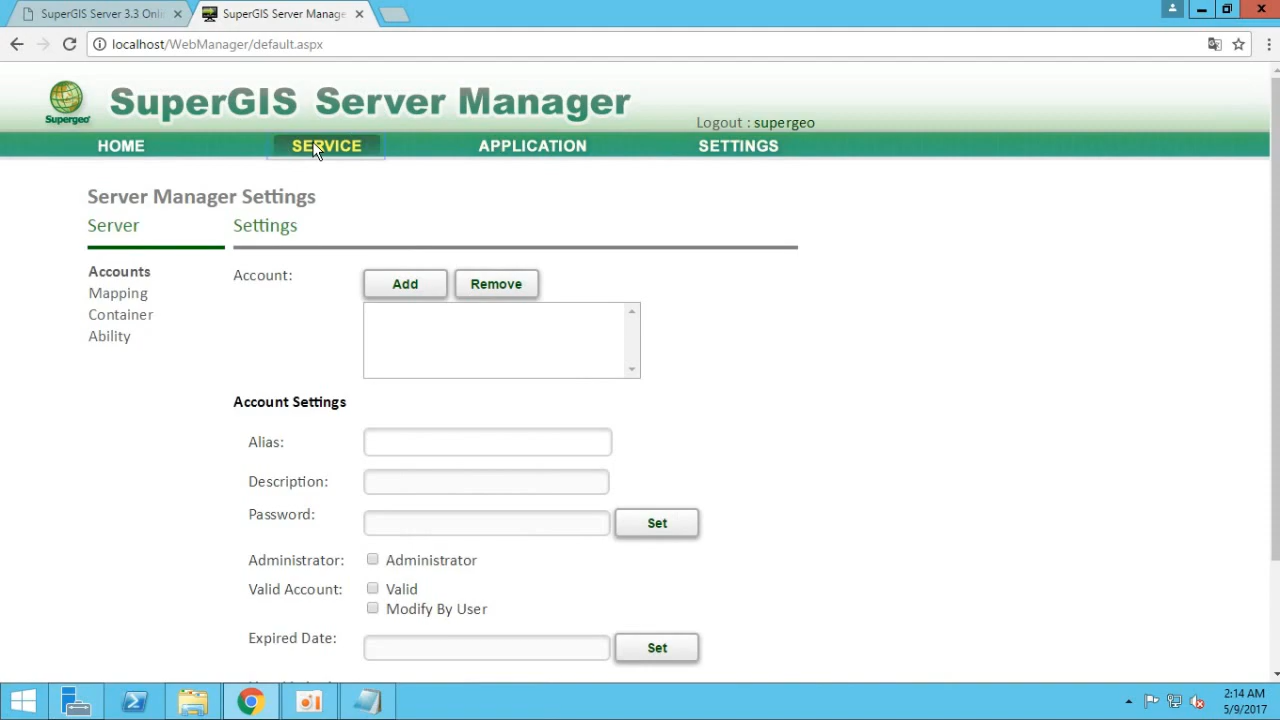 SuperGIS Server 3.3 Onli
SuperGIS Server Manage
localhost/WebManager/default.aspx
Supergeo
SuperGIS Server Manager
Logout : supergeo
HOME SERVICE APPLICATION SETTINGS
Server Manager Settings
Server Settings
Accounts
Mapping
Container
Ability
Account: Add Remove
Account Settings
Alias:
Description:
Password: Set
Administrator: Administrator
Valid Account: Valid
Modify By User
Expired Date: Set
2:14 AM
5/9/2017